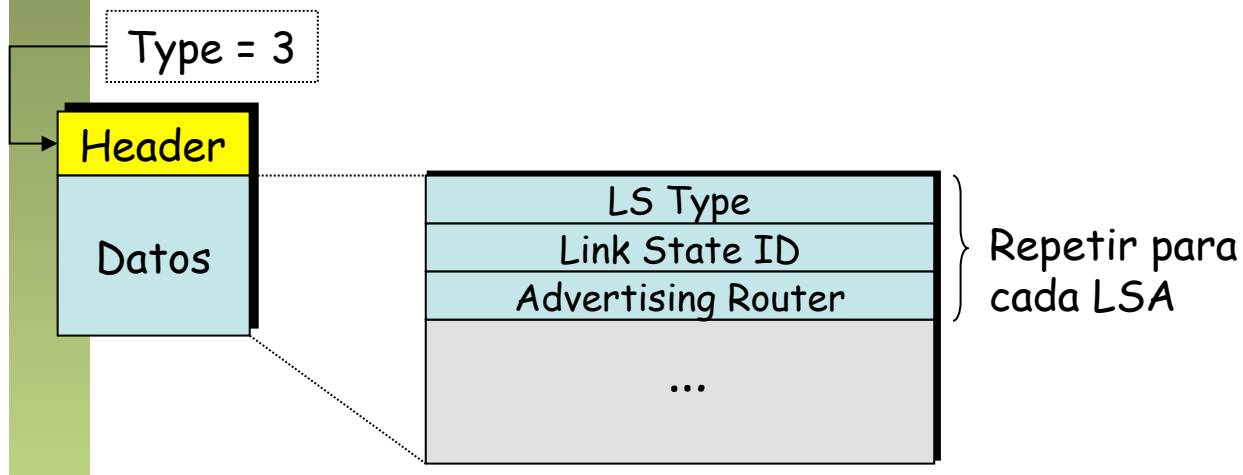 Type = 3
Header
Datos
LS Type
Link State ID
Advertising Router
...
Repetir para
cada LSA